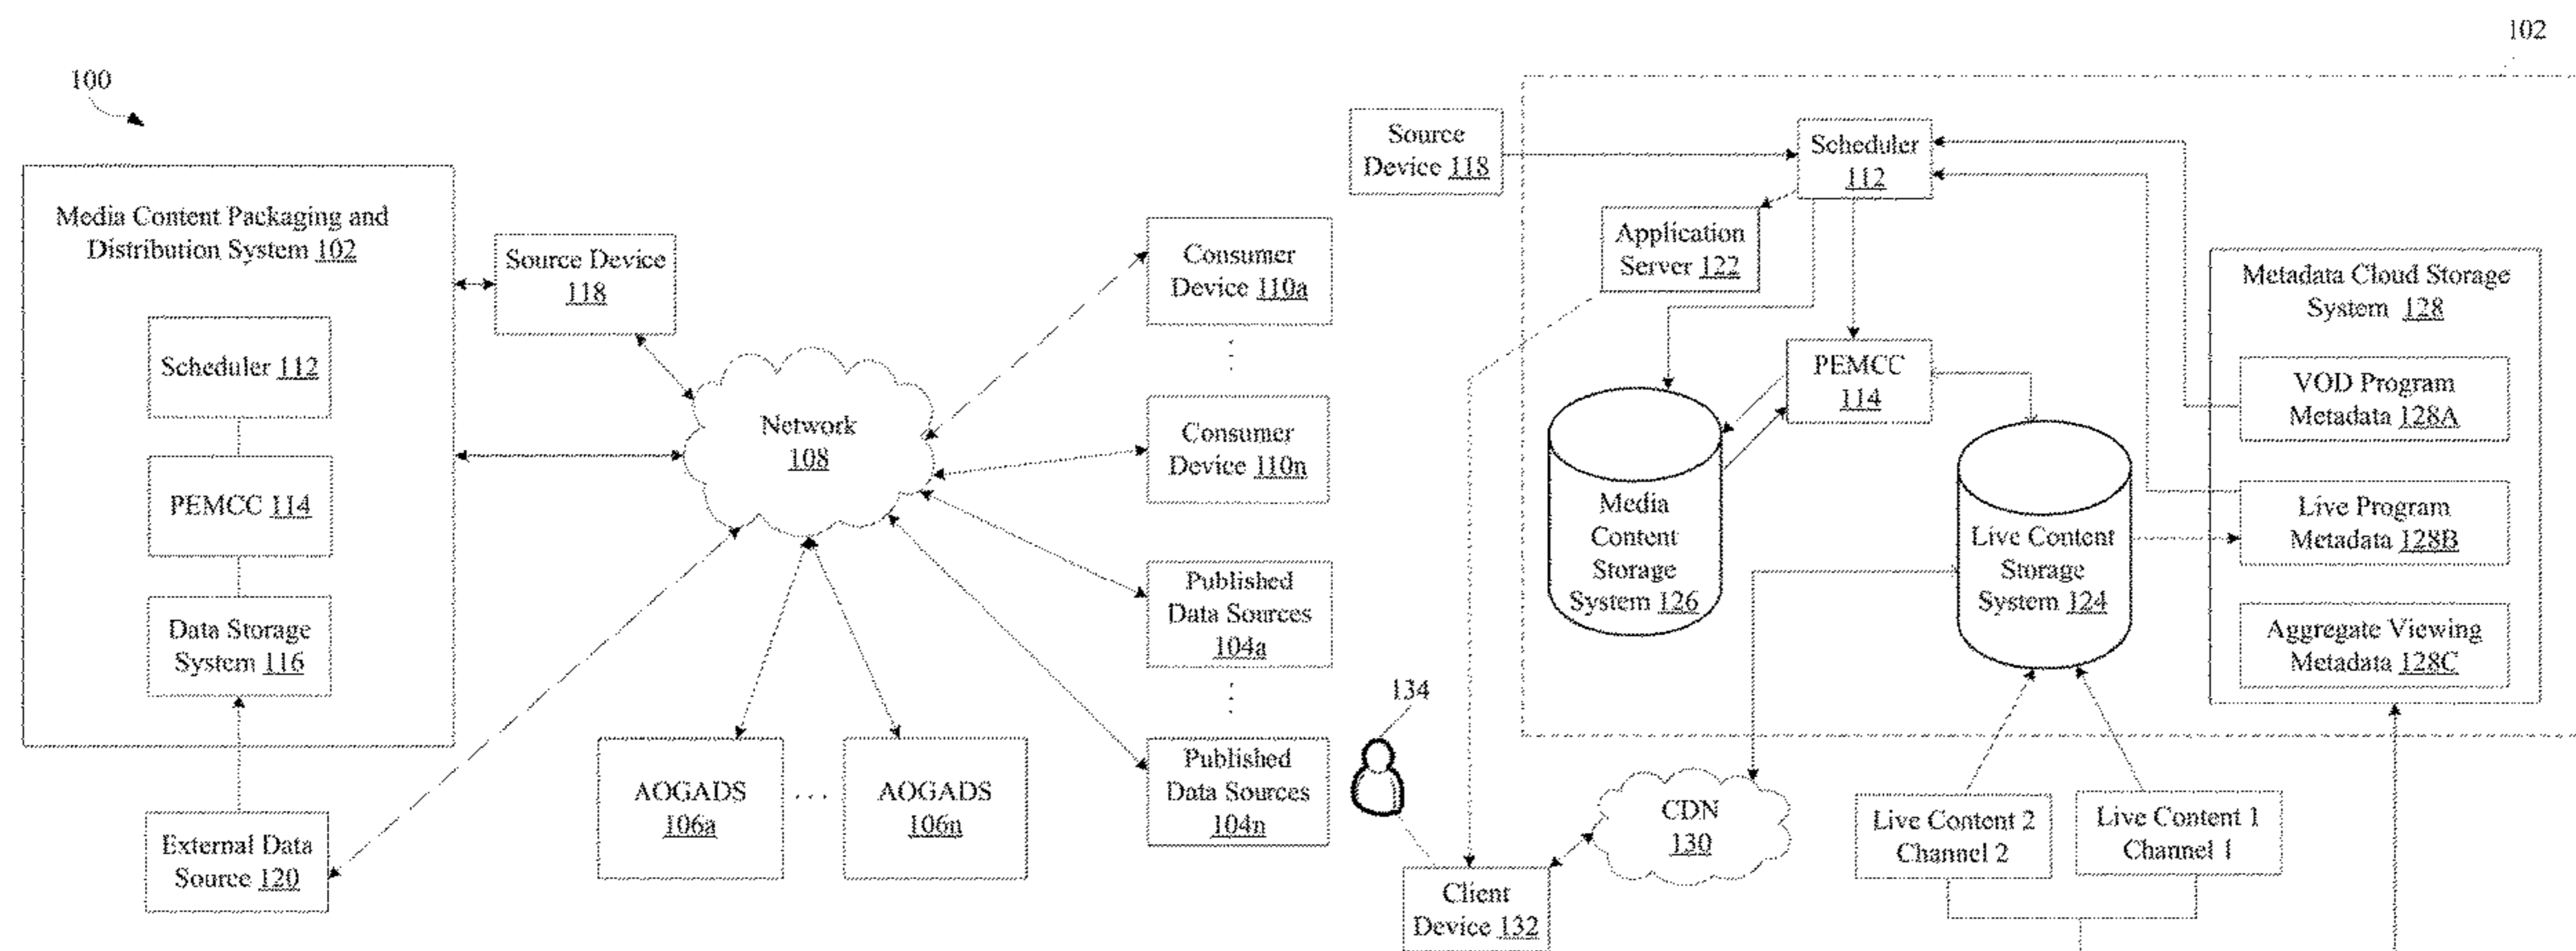 100
Media Content Packaging and
Distribution System 102
Scheduler 112
PEMCC 114
Data Storage
System 116
External Data
Source 120
Source Device
118
Network
108
AOGADS
106a
. . .
AOGADS
106n
Consumer
Device 110a
Consumer
Device 110n
Published
Data Sources
104a
Published
Data Sources
104n
102
Source
Device 118
Scheduler
112
Application
Server 122
PEMCC
114
Media
Content
Storage
System 126
Live Content
Storage
System 124
Metadata Cloud Storage
System 128
VOD Program
Metadata 128A
Live Program
Metadata 128B
Aggregate Viewing
Metadata 128C
134
Client
Device 132
CDN
130
Live Content 2
Channel 2
Live Content 1
Channel 1